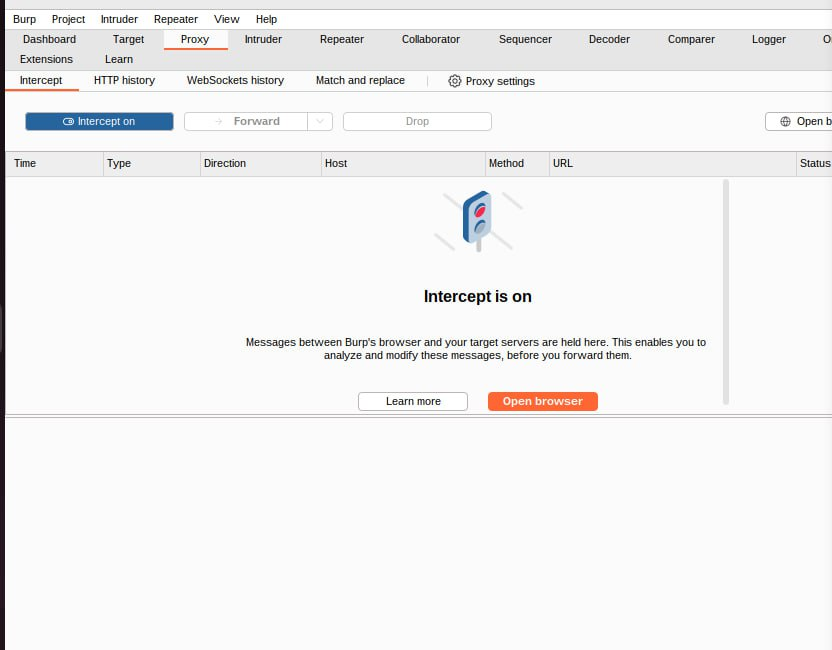 Burp Project Intruder Repeater View Help
Dashboard Target Proxy Intruder Repeater Collaborator Sequencer Decoder Comparer Logger
Extensions Learn
Intercept HTTP history WebSockets history Match and replace Proxy settings
Intercept on Forward Drop Open b
Time Type Direction Host Method URL Status
Intercept is on
Messages between Burp's browser and your target servers are held here. This enables you to
analyze and modify these messages, before you forward them.
Learn more Open browser